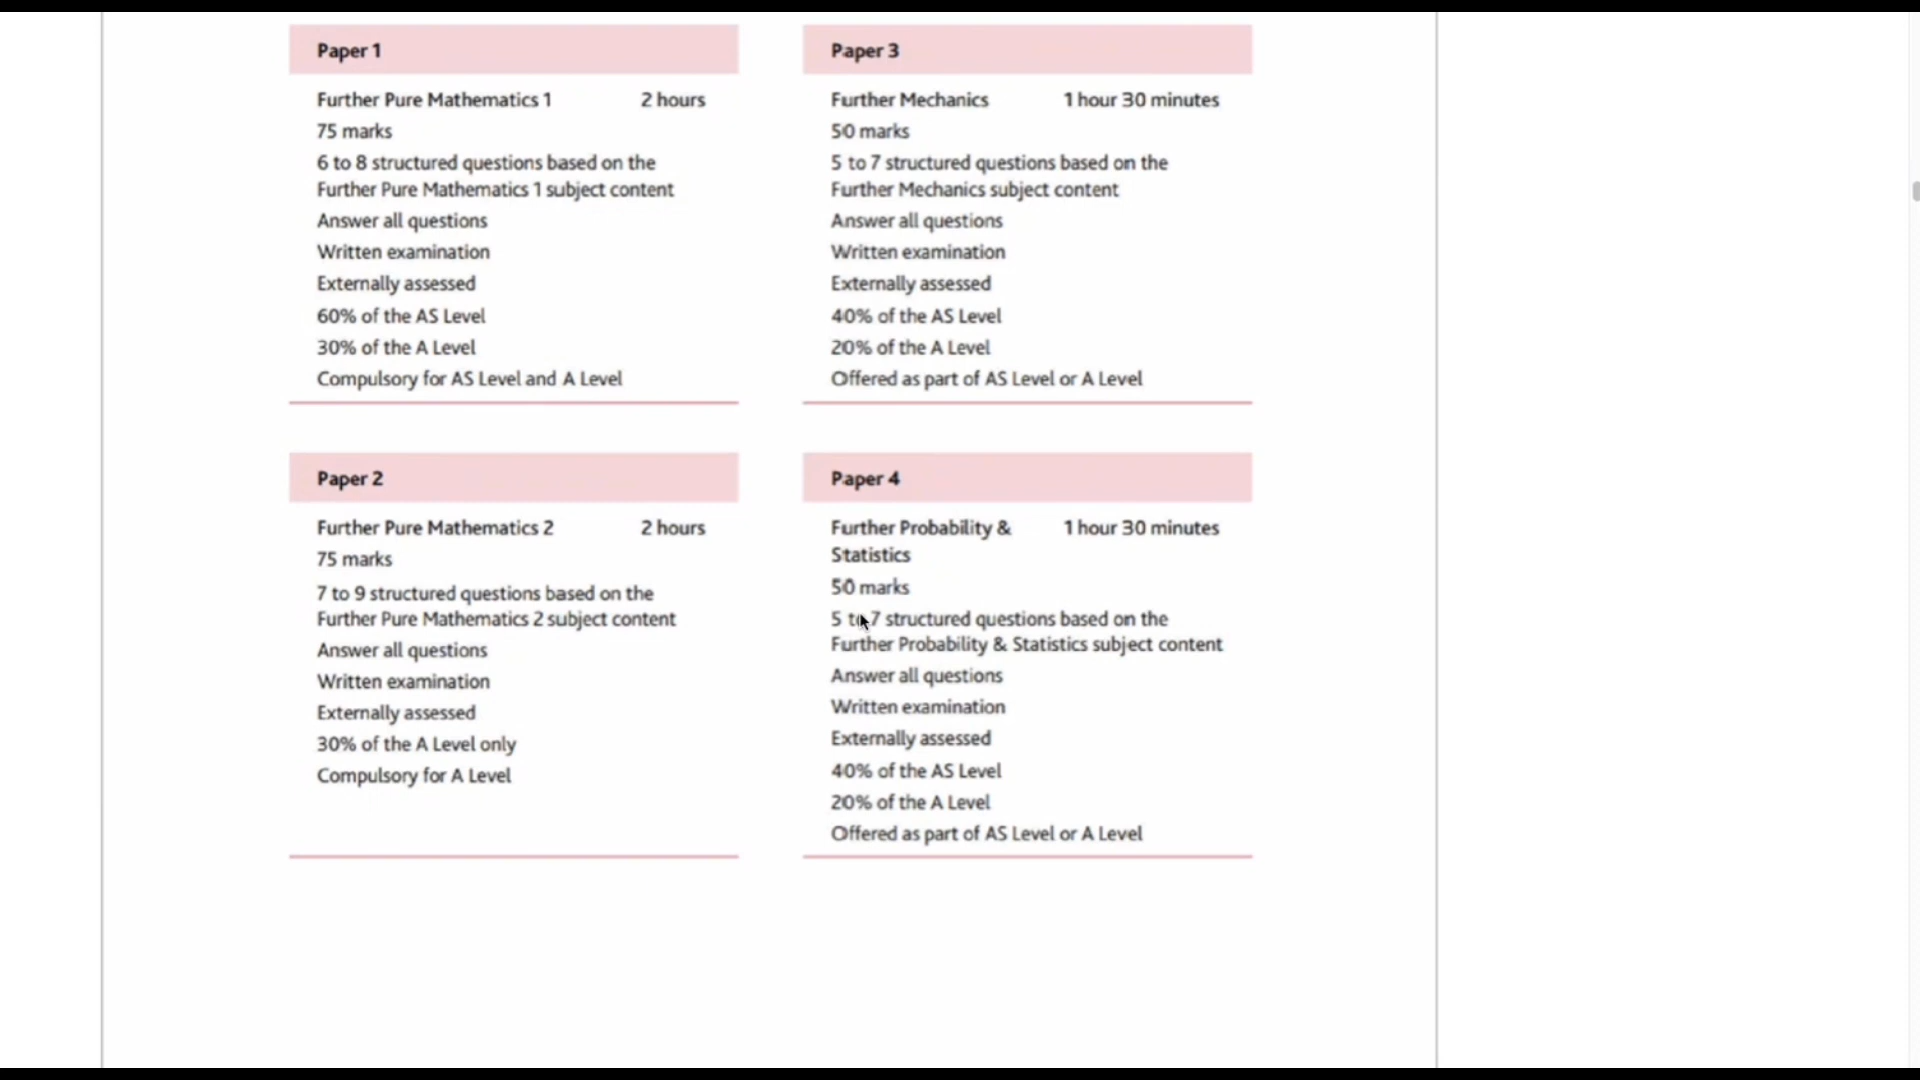 Paper 1
Further Pure Mathematics 1 2 hours
75 marks
6 to 8 structured questions based on the
Further Pure Mathematics 1 subject content
Answer all questions
Written examination
Externally assessed
60% of the AS Level
30% of the A Level
Compulsory for AS Level and A Level
Paper 3
Further Mechanics 1 hour 30 minutes
50 marks
5 to 7 structured questions based on the
Further Mechanics subject content
Answer all questions
Written examination
Externally assessed
40% of the AS Level
20% of the A Level
Offered as part of AS Level or A Level
Paper 2
Further Pure Mathematics 2 2 hours
75 marks
7 to 9 structured questions based on the
Further Pure Mathematics 2 subject content
Answer all questions
Written examination
Externally assessed
30% of the A Level only
Compulsory for A Level
Paper 4
Further Probability & 1 hour 30 minutes
Statistics
50 marks
5 to 7 structured questions based on the
Further Probability & Statistics subject content
Answer all questions
Written examination
Externally assessed
40% of the AS Level
20% of the A Level
Offered as part of AS Level or A Level